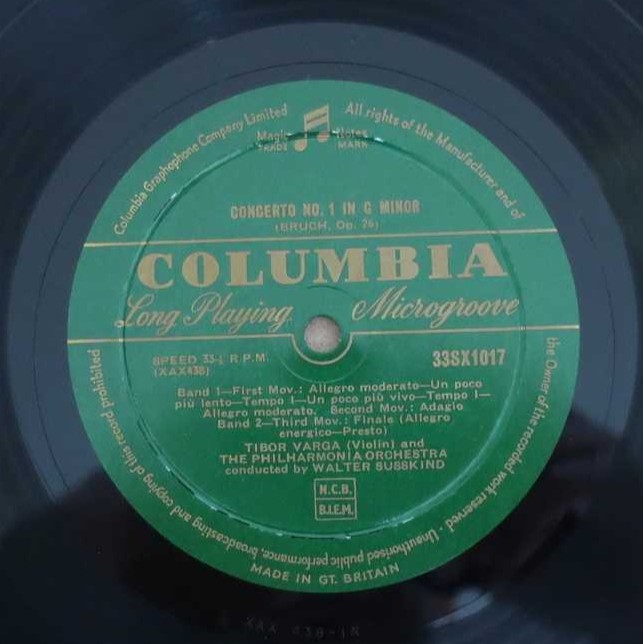 Columbia Graphophone Company Limited
All rights of the Manufacturer and of
the Owner of the recorded work reserved · Unauthorised public performance, broadcasting and copying of this record prohibited
Magic Notes
TRADE MARK
CONCERTO NO. 1 IN G MINOR
(BRUCH, Op. 26)
COLUMBIA
Long Playing Microgroove
SPEED 33⅓ R.P.M.
(XAX438)
33SX1017
Band 1—First Mov.: Allegro moderato—Un poco
più lento—Tempo I—Un poco più vivo—Tempo I—
Allegro moderato. Second Mov.: Adagio
Band 2—Third Mov.: Finale (Allegro
energico—Presto)
TIBOR VARGA (Violin) and
THE PHILHARMONIA ORCHESTRA
conducted by WALTER SUSSKIND
N.C.B.
B.I.E.M.
MADE IN GT. BRITAIN
XAX 438-1N